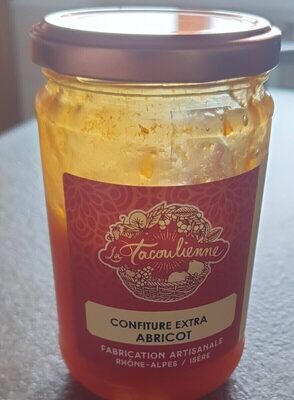 La Tacoulienne
CONFITURE EXTRA
ABRICOT
FABRICATION ARTISANALE
RHÔNE-ALPES / ISÈRE